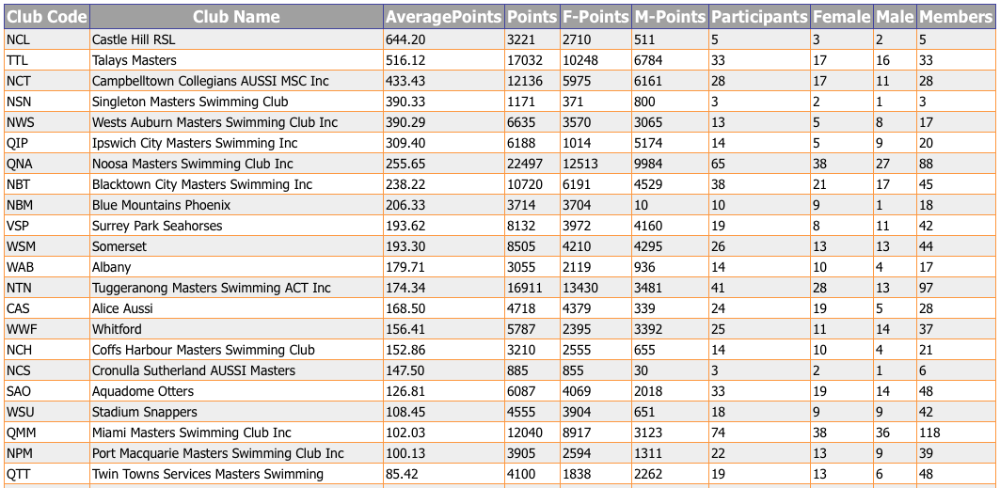 Club Code Club Name AveragePoints Points F-Points M-Points Participants Female Male Members
NCL Castle Hill RSL 644.20 3221 2710 511 5 3 2 5
TTL Talays Masters 516.12 17032 10248 6784 33 17 16 33
NCT Campbelltown Collegians AUSSI MSC Inc 433.43 12136 5975 6161 28 17 11 28
NSN Singleton Masters Swimming Club 390.33 1171 371 800 3 2 1 3
NWS Wests Auburn Masters Swimming Club Inc 390.29 6635 3570 3065 13 5 8 17
QIP Ipswich City Masters Swimming Inc 309.40 6188 1014 5174 14 5 9 20
QNA Noosa Masters Swimming Club Inc 255.65 22497 12513 9984 65 38 27 88
NBT Blacktown City Masters Swimming Inc 238.22 10720 6191 4529 38 21 17 45
NBM Blue Mountains Phoenix 206.33 3714 3704 10 10 9 1 18
VSP Surrey Park Seahorses 193.62 8132 3972 4160 19 8 11 42
WSM Somerset 193.30 8505 4210 4295 26 13 13 44
WAB Albany 179.71 3055 2119 936 14 10 4 17
NTN Tuggeranong Masters Swimming ACT Inc 174.34 16911 13430 3481 41 28 13 97
CAS Alice Aussi 168.50 4718 4379 339 24 19 5 28
WWF Whitford 156.41 5787 2395 3392 25 11 14 37
NCH Coffs Harbour Masters Swimming Club 152.86 3210 2555 655 14 10 4 21
NCS Cronulla Sutherland AUSSI Masters 147.50 885 855 30 3 2 1 6
SAO Aquadome Otters 126.81 6087 4069 2018 33 19 14 48
WSU Stadium Snappers 108.45 4555 3904 651 18 9 9 42
QMM Miami Masters Swimming Club Inc 102.03 12040 8917 3123 74 38 36 118
NPM Port Macquarie Masters Swimming Club Inc 100.13 3905 2594 1311 22 13 9 39
QTT Twin Towns Services Masters Swimming 85.42 4100 1838 2262 19 13 6 48